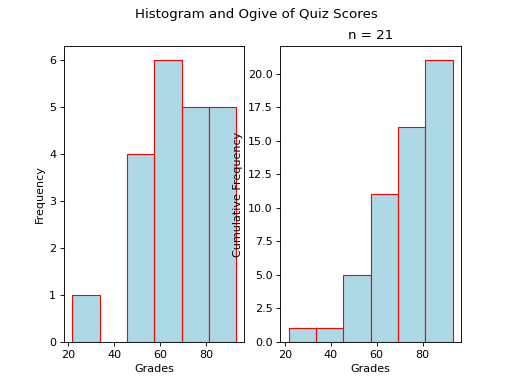 Histogram and Ogive of Quiz Scores
n = 21
6
5
4
3
2
1
0
Frequency
20 40 60 80
Grades
20.0
17.5
15.0
12.5
10.0
7.5
5.0
2.5
0.0
Cumulative Frequency
20 40 60 80
Grades